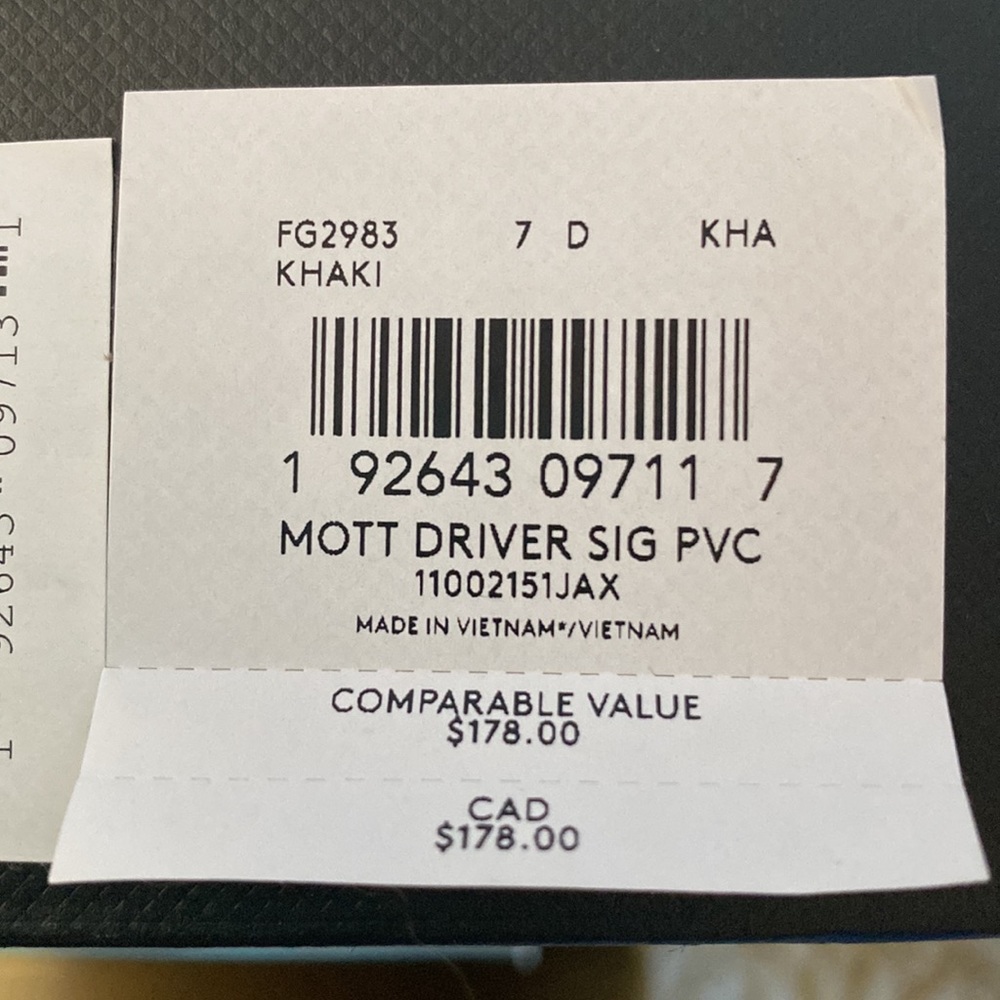 FG2983 7 D KHA
KHAKI
1 92643 09711 7
MOTT DRIVER SIG PVC
11002151JAX
MADE IN VIETNAM*/VIETNAM
COMPARABLE VALUE
$178.00
CAD
$178.00